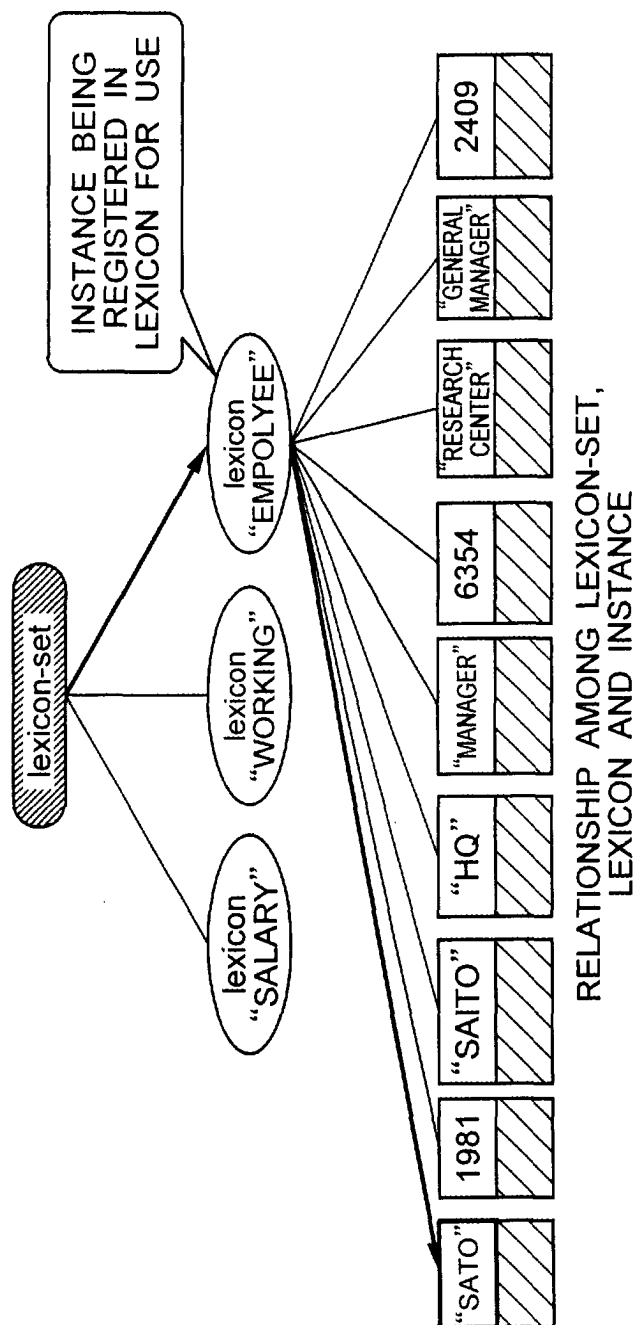 lexicon-set
INSTANCE BEING
REGISTERED IN
LEXICON FOR USE
lexicon
“SALARY”
lexicon
“WORKING”
lexicon
“EMPOLYEE”
“SATO”
1981
“SAITO”
“HQ”
“MANAGER”
6354
“RESEARCH
CENTER”
“GENERAL
MANAGER”
2409
RELATIONSHIP AMONG LEXICON-SET,
LEXICON AND INSTANCE